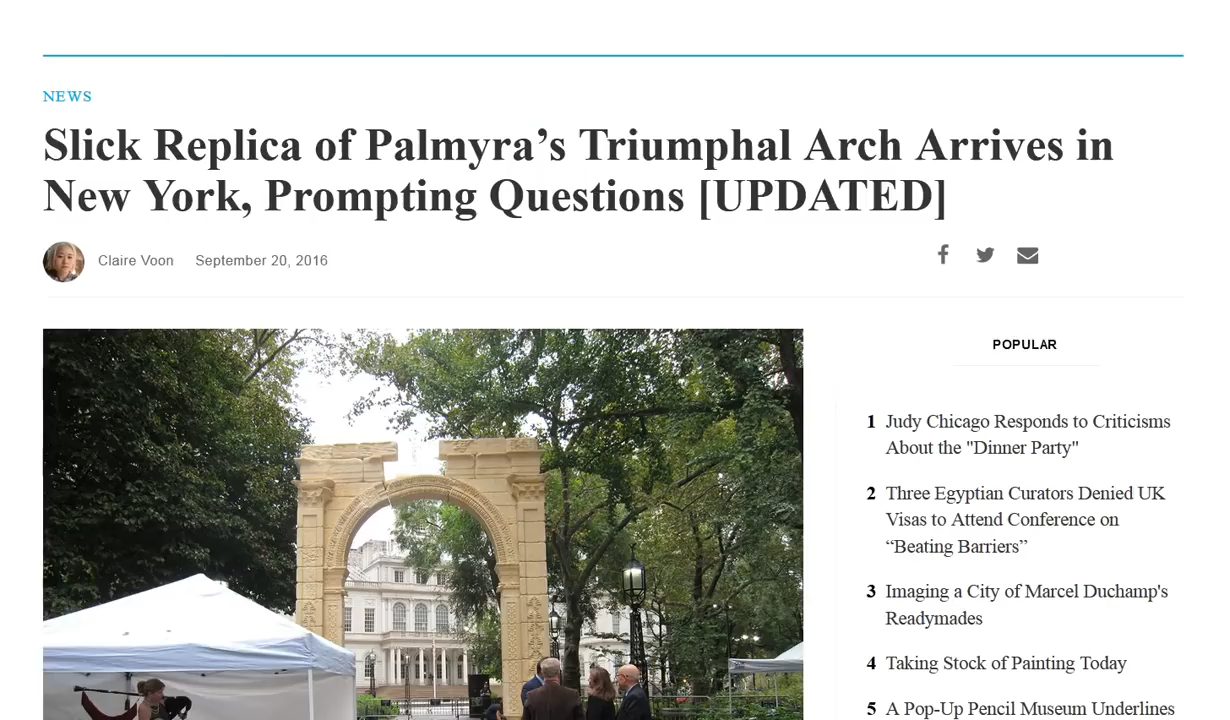 NEWS
Slick Replica of Palmyra’s Triumphal Arch Arrives in
New York, Prompting Questions [UPDATED]
Claire Voon September 20, 2016
POPULAR
1 Judy Chicago Responds to Criticisms
About the "Dinner Party"
2 Three Egyptian Curators Denied UK
Visas to Attend Conference on
“Beating Barriers”
3 Imaging a City of Marcel Duchamp's
Readymades
4 Taking Stock of Painting Today
5 A Pop-Up Pencil Museum Underlines